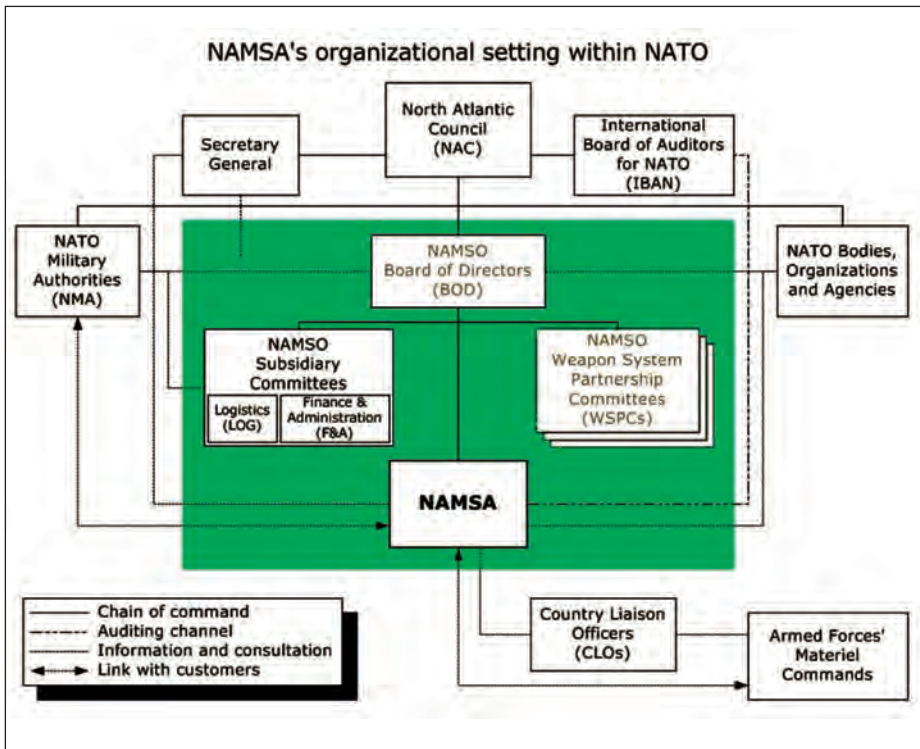 NAMSA's organizational setting within NATO
North Atlantic
Council
(NAC)
Secretary
General
International
Board of Auditors
for NATO
(IBAN)
NATO
Military
Authorities
(NMA)
NAMSO
Board of Directors
(BOD)
NATO Bodies,
Organizations
and Agencies
NAMSO
Subsidiary
Committees
Logistics
(LOG)
Finance &
Administration
(F&A)
NAMSO
Weapon System
Partnership
Committees
(WSPCs)
NAMSA
Chain of command
Auditing channel
Information and consultation
Link with customers
Country Liaison
Officers
(CLOs)
Armed Forces'
Materiel
Commands